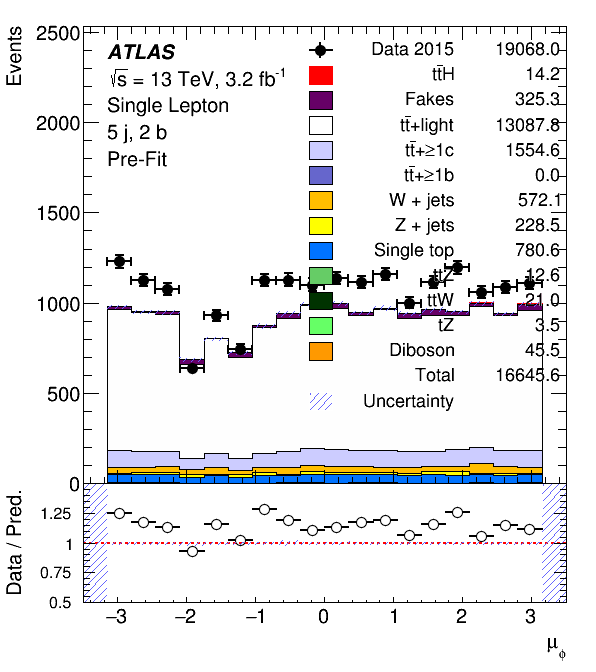 Events
2500
2000
1500
1000
500
0
ATLAS
√s = 13 TeV, 3.2 fb⁻¹
Single Lepton
5 j, 2 b
Pre-Fit
Data 2015 19068.0
tt̄H 14.2
Fakes 325.3
tt̄+light 13087.8
tt̄+≥1c 1554.6
tt̄+≥1b 0.0
W + jets 572.1
Z + jets 228.5
Single top 780.6
ttZ 12.6
ttW 21.0
tZ 3.5
Diboson 45.5
Total 16645.6
Uncertainty
Data / Pred.
1.25
1
0.75
0.5
−3 −2 −1 0 1 2 3
μϕ